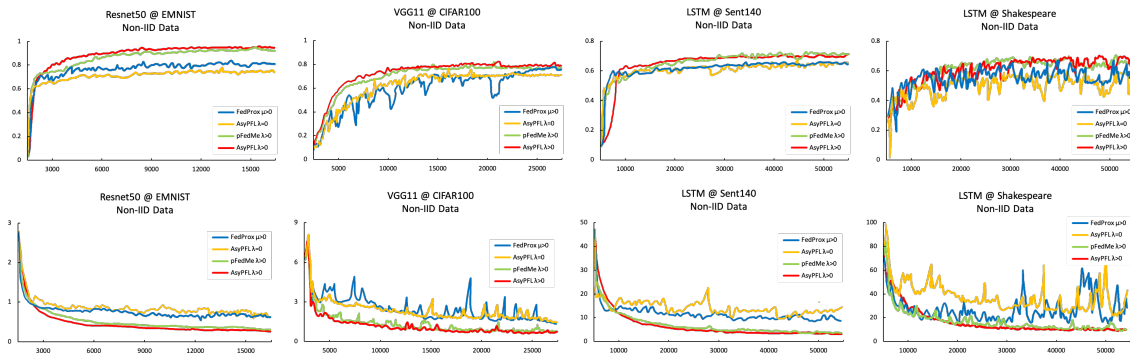 Resnet50 @ EMNIST
Non-IID Data
1
0.8
0.6
0.4
0.2
0
3000 6000 9000 12000 15000
FedProx μ>0
AsyPFL λ=0
pFedMe λ>0
AsyPFL λ>0
VGG11 @ CIFAR100
Non-IID Data
1
0.8
0.6
0.4
0.2
0
5000 10000 15000 20000 25000
FedProx μ>0
AsyPFL λ=0
pFedMe λ>0
AsyPFL λ>0
LSTM @ Sent140
Non-IID Data
0.8
0.6
0.4
0.2
0
10000 20000 30000 40000 50000
FedProx μ>0
AsyPFL λ=0
pFedMe λ>0
AsyPFL λ>0
LSTM @ Shakespeare
Non-IID Data
0.8
0.6
0.4
0.2
0
10000 20000 30000 40000 50000
FedProx μ>0
AsyPFL λ=0
pFedMe λ>0
AsyPFL λ>0
Resnet50 @ EMNIST
Non-IID Data
3
2
1
0
3000 6000 9000 12000 15000
FedProx μ>0
AsyPFL λ=0
pFedMe λ>0
AsyPFL λ>0
VGG11 @ CIFAR100
Non-IID Data
9
6
3
0
5000 10000 15000 20000 25000
FedProx μ>0
AsyPFL λ=0
pFedMe λ>0
AsyPFL λ>0
LSTM @ Sent140
Non-IID Data
50
40
30
20
10
0
10000 20000 30000 40000 50000
FedProx μ>0
AsyPFL λ=0
pFedMe λ>0
AsyPFL λ>0
LSTM @ Shakespeare
Non-IID Data
100
80
60
40
20
0
10000 20000 30000 40000 50000
FedProx μ>0
AsyPFL λ=0
pFedMe λ>0
AsyPFL λ>0